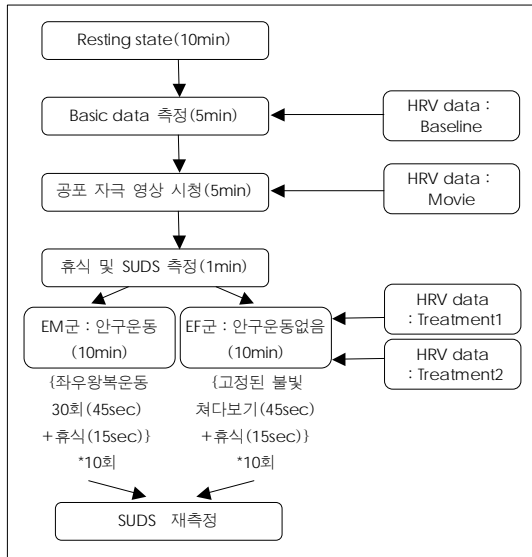 Resting state(10min)
Basic data 측정(5min)
HRV data :
Baseline
공포 자극 영상 시청(5min)
HRV data :
Movie
휴식 및 SUDS 측정(1min)
EM군 : 안구운동
(10min)
EF군 : 안구운동없음
(10min)
HRV data
: Treatment1
HRV data
: Treatment2
{좌우왕복운동
30회(45sec)
+휴식(15sec)}
*10회
{고정된 불빛
쳐다보기(45sec)
+휴식(15sec)}
*10회
SUDS 재측정